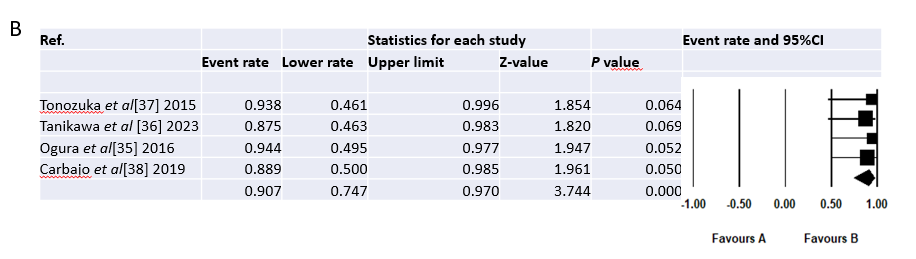 B
Ref. Statistics for each study Event rate and 95%CI
Event rate Lower rate Upper limit Z-value P value
Tonozuka et al[37] 2015 0.938 0.461 0.996 1.854 0.064
Tanikawa et al [36] 2023 0.875 0.463 0.983 1.820 0.069
Ogura et al[35] 2016 0.944 0.495 0.977 1.947 0.052
Carbajo et al[38] 2019 0.889 0.500 0.985 1.961 0.050
0.907 0.747 0.970 3.744 0.000
-1.00 -0.50 0.00 0.50 1.00
Favours A Favours B